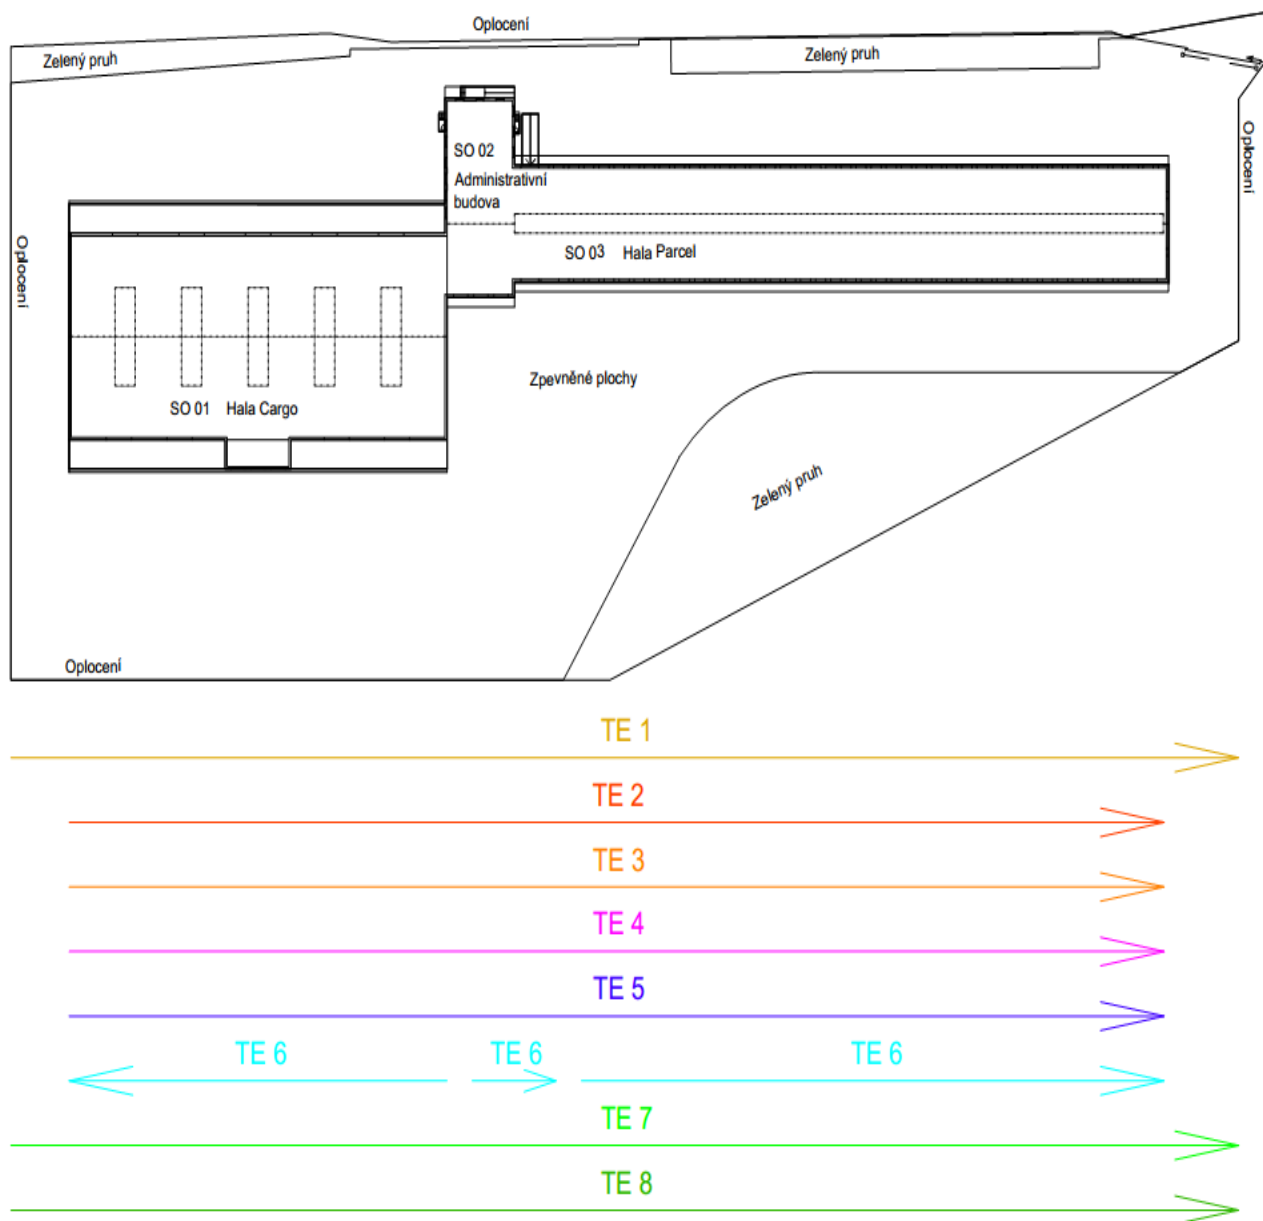 Oplocení
Zelený pruh
Zelený pruh
SO 02
Administrativní
budova
Oplocení
Oplocení
SO 03 Hala Parcel
Zpevněné plochy
SO 01 Hala Cargo
Zelený pruh
Oplocení
TE 1
TE 2
TE 3
TE 4
TE 5
TE 6 TE 6 TE 6
TE 7
TE 8